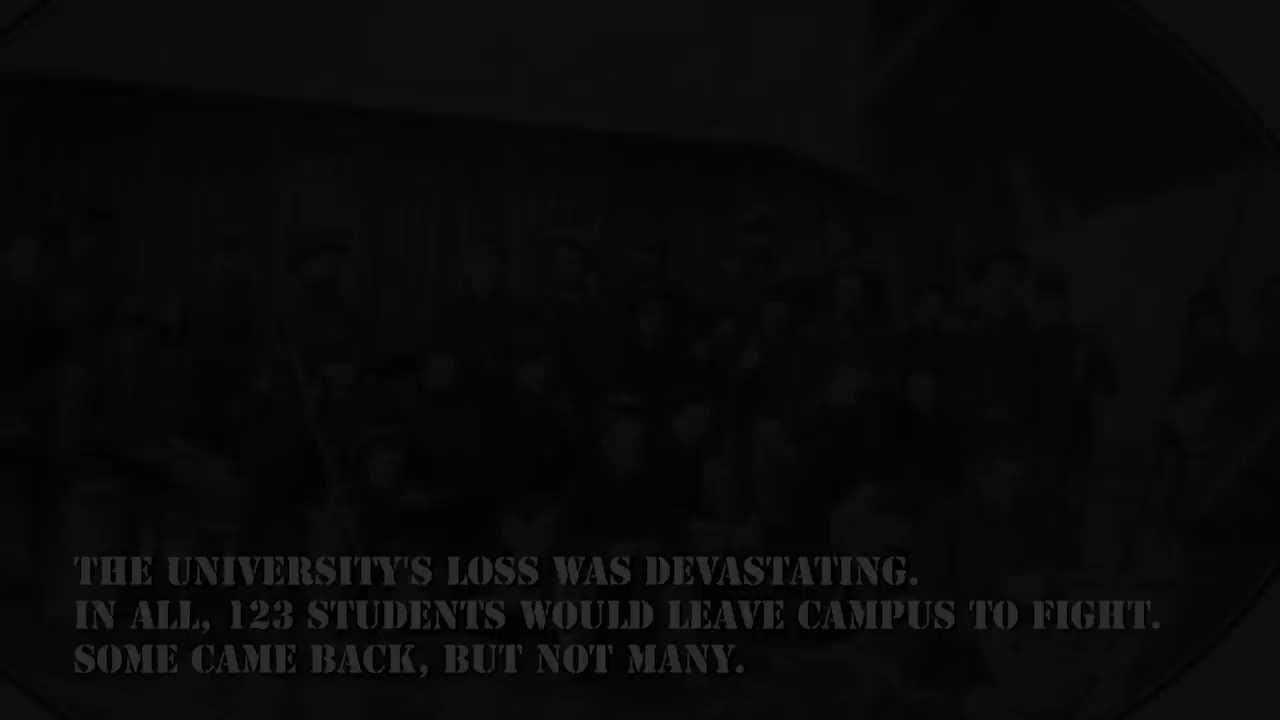 THE UNIVERSITY'S LOSS WAS DEVASTATING.
IN ALL, 123 STUDENTS WOULD LEAVE CAMPUS TO FIGHT.
SOME CAME BACK, BUT NOT MANY.